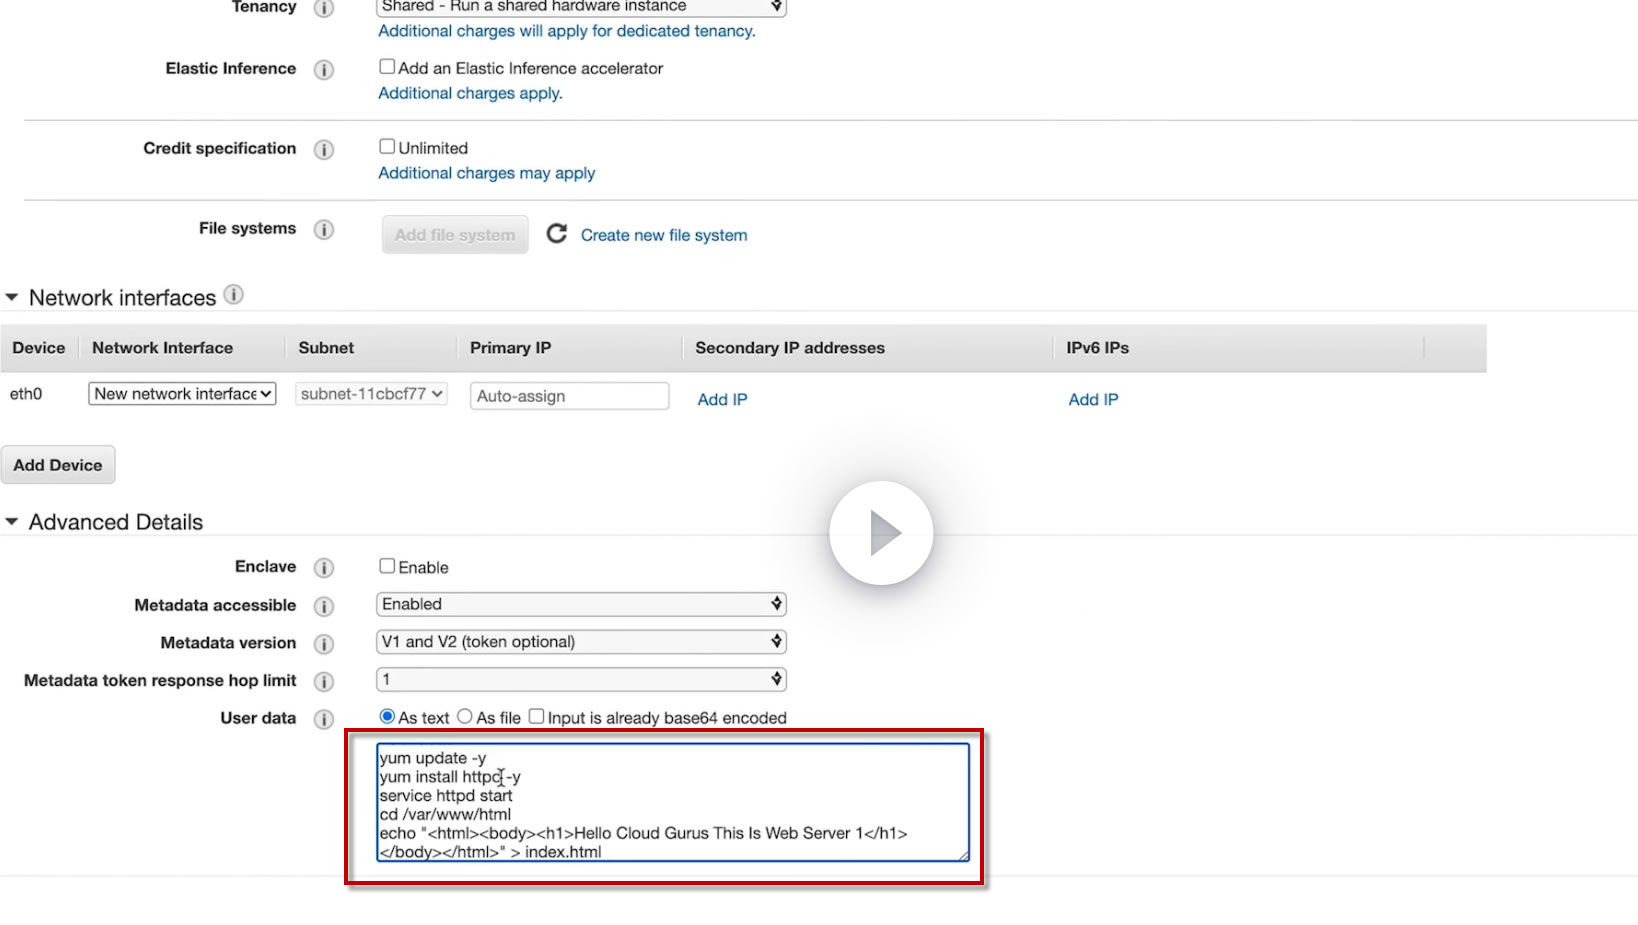 Tenancy
Shared - Run a shared hardware instance
Additional charges will apply for dedicated tenancy.
Elastic Inference
Add an Elastic Inference accelerator
Additional charges apply.
Credit specification
Unlimited
Additional charges may apply
File systems
Add file system
Create new file system
Network interfaces
Device Network Interface Subnet Primary IP Secondary IP addresses IPv6 IPs
eth0 New network interface subnet-11cbcf77 Auto-assign Add IP Add IP
Add Device
Advanced Details
Enclave
Enable
Metadata accessible
Enabled
Metadata version
V1 and V2 (token optional)
Metadata token response hop limit
1
User data
As text As file Input is already base64 encoded
yum update -y
yum install httpd -y
service httpd start
cd /var/www/html
echo "<html><body><h1>Hello Cloud Gurus This Is Web Server 1</h1>
</body></html>" > index.html